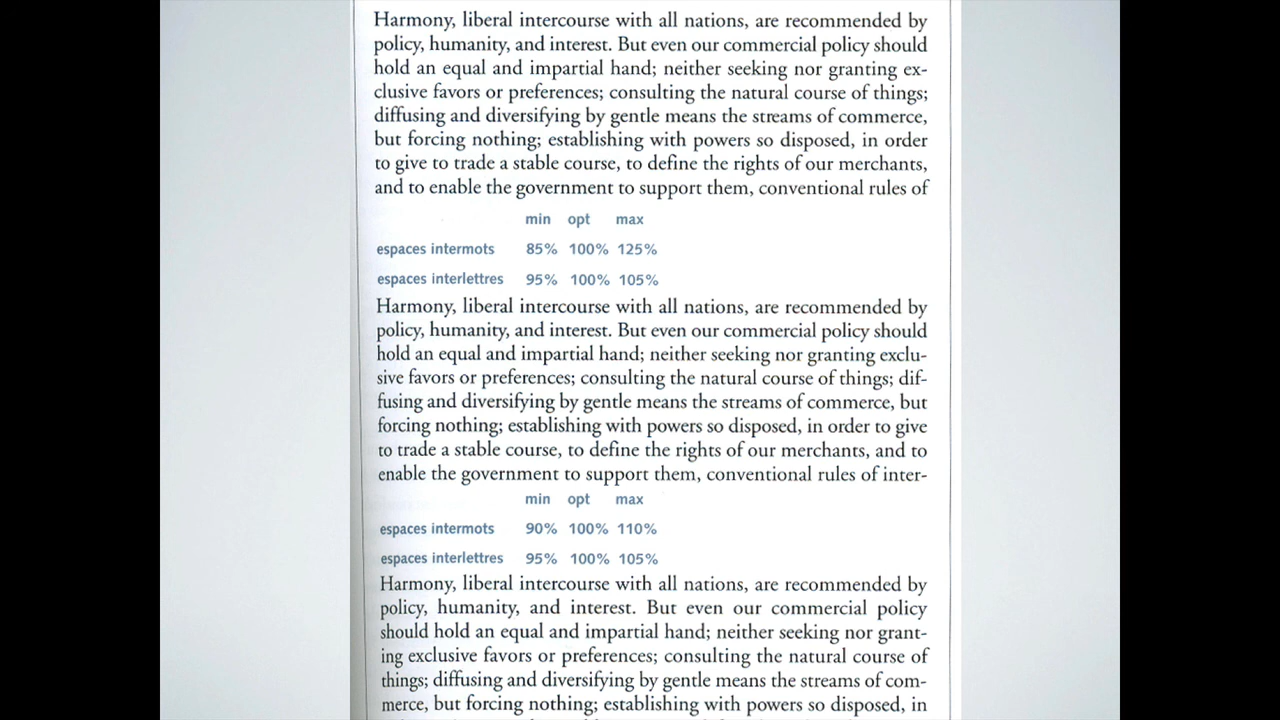 Harmony, liberal intercourse with all nations, are recommended by
policy, humanity, and interest. But even our commercial policy should
hold an equal and impartial hand; neither seeking nor granting ex-
clusive favors or preferences; consulting the natural course of things;
diffusing and diversifying by gentle means the streams of commerce,
but forcing nothing; establishing with powers so disposed, in order
to give to trade a stable course, to define the rights of our merchants,
and to enable the government to support them, conventional rules of
min opt max
espaces intermots 85% 100% 125%
espaces interlettres 95% 100% 105%
Harmony, liberal intercourse with all nations, are recommended by
policy, humanity, and interest. But even our commercial policy should
hold an equal and impartial hand; neither seeking nor granting exclu-
sive favors or preferences; consulting the natural course of things; dif-
fusing and diversifying by gentle means the streams of commerce, but
forcing nothing; establishing with powers so disposed, in order to give
to trade a stable course, to define the rights of our merchants, and to
enable the government to support them, conventional rules of inter-
min opt max
espaces intermots 90% 100% 110%
espaces interlettres 95% 100% 105%
Harmony, liberal intercourse with all nations, are recommended by
policy, humanity, and interest. But even our commercial policy
should hold an equal and impartial hand; neither seeking nor grant-
ing exclusive favors or preferences; consulting the natural course of
things; diffusing and diversifying by gentle means the streams of com-
merce, but forcing nothing; establishing with powers so disposed, in